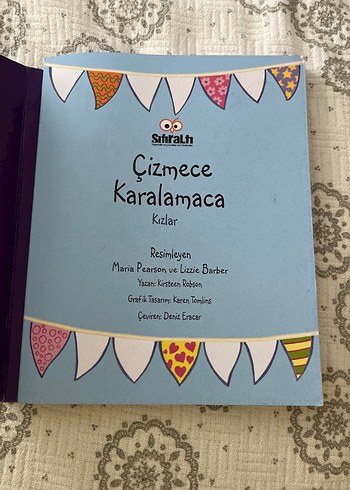 SıfıRaLtı
Çizmece
Karalamaca
Kızlar
Resimleyen
Maria Pearson ve Lizzie Barber
Yazan: Kirsteen Robson
Grafik Tasarım: Karen Tomlins
Çeviren: Deniz Eracar